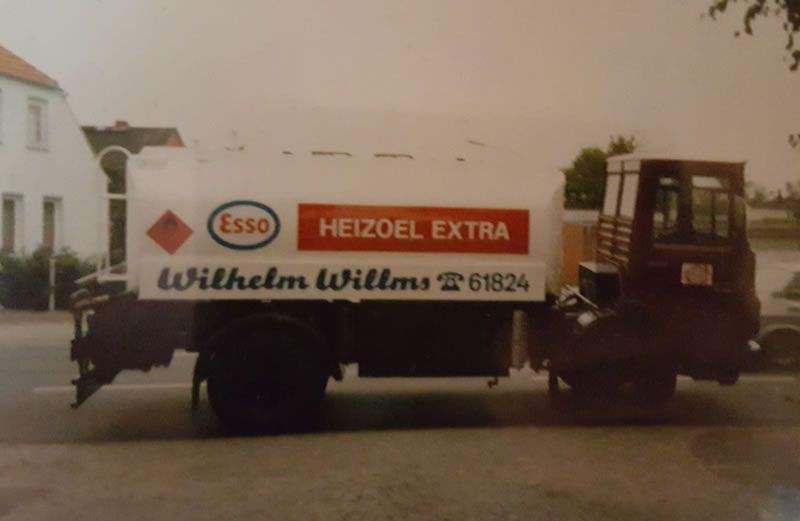 Esso HEIZOEL EXTRA
Wilhelm Willms ☎ 61824